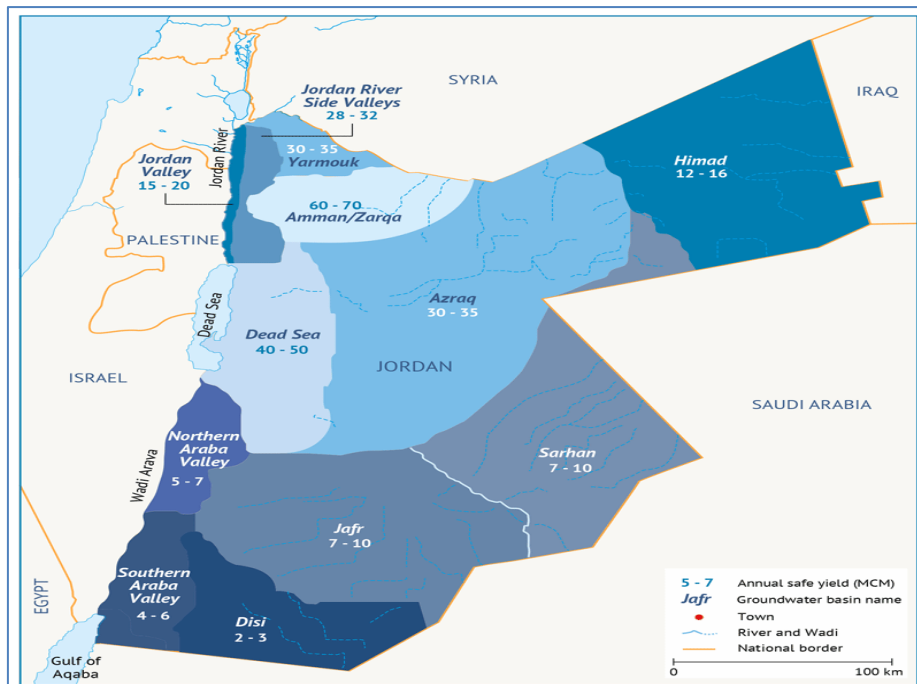 SYRIA
IRAQ
Jordan River
Side Valleys
28 - 32
30 - 35
Yarmouk
Jordan River
Jordan
Valley
15 - 20
Himad
12 - 16
60 - 70
Amman/Zarqa
PALESTINE
Dead Sea
Azraq
30 - 35
Dead Sea
40 - 50
JORDAN
ISRAEL
SAUDI ARABIA
Northern
Araba
Valley
5 - 7
Wadi Arava
Sarhan
7 - 10
Jafr
7 - 10
Southern
Araba
Valley
4 - 6
EGYPT
Disi
2 - 3
Gulf of
Aqaba
5 - 7 Annual safe yield (MCM)
Jafr Groundwater basin name
Town
River and Wadi
National border
0 100 km